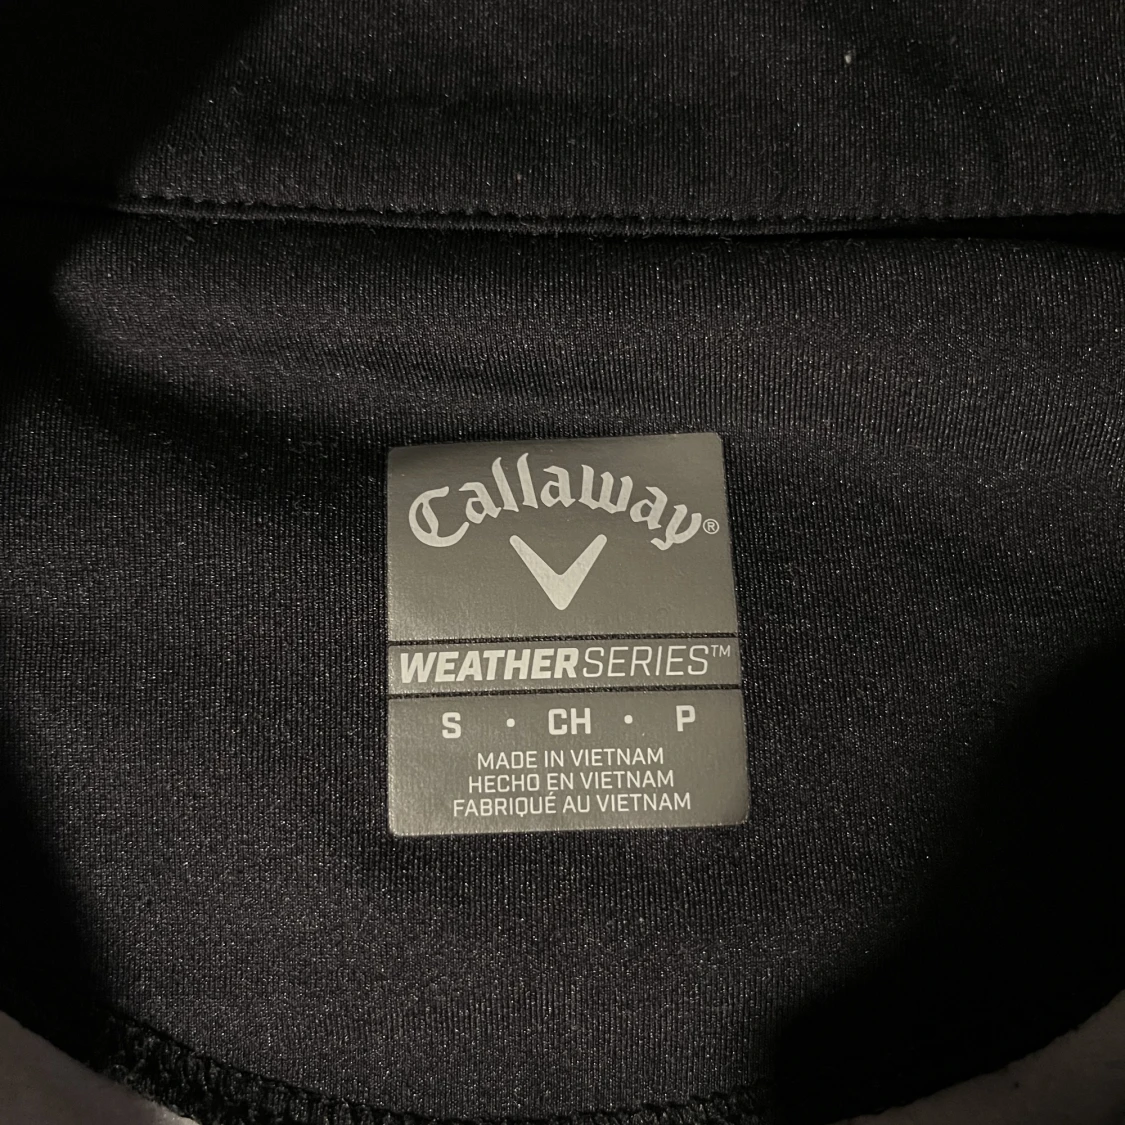 Callaway®
WEATHERSERIES™
S • CH • P
MADE IN VIETNAM
HECHO EN VIETNAM
FABRIQUÉ AU VIETNAM